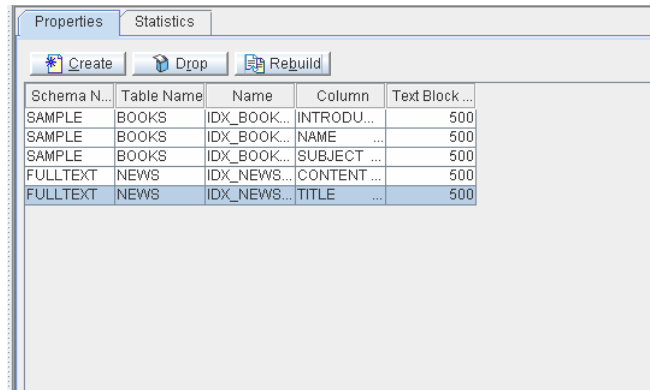 Properties Statistics
Create Drop Rebuild
Schema N... Table Name Name Column Text Block ...
SAMPLE BOOKS IDX_BOOK... INTRODU... 500
SAMPLE BOOKS IDX_BOOK... NAME ... 500
SAMPLE BOOKS IDX_BOOK... SUBJECT ... 500
FULLTEXT NEWS IDX_NEWS... CONTENT ... 500
FULLTEXT NEWS IDX_NEWS... TITLE ... 500